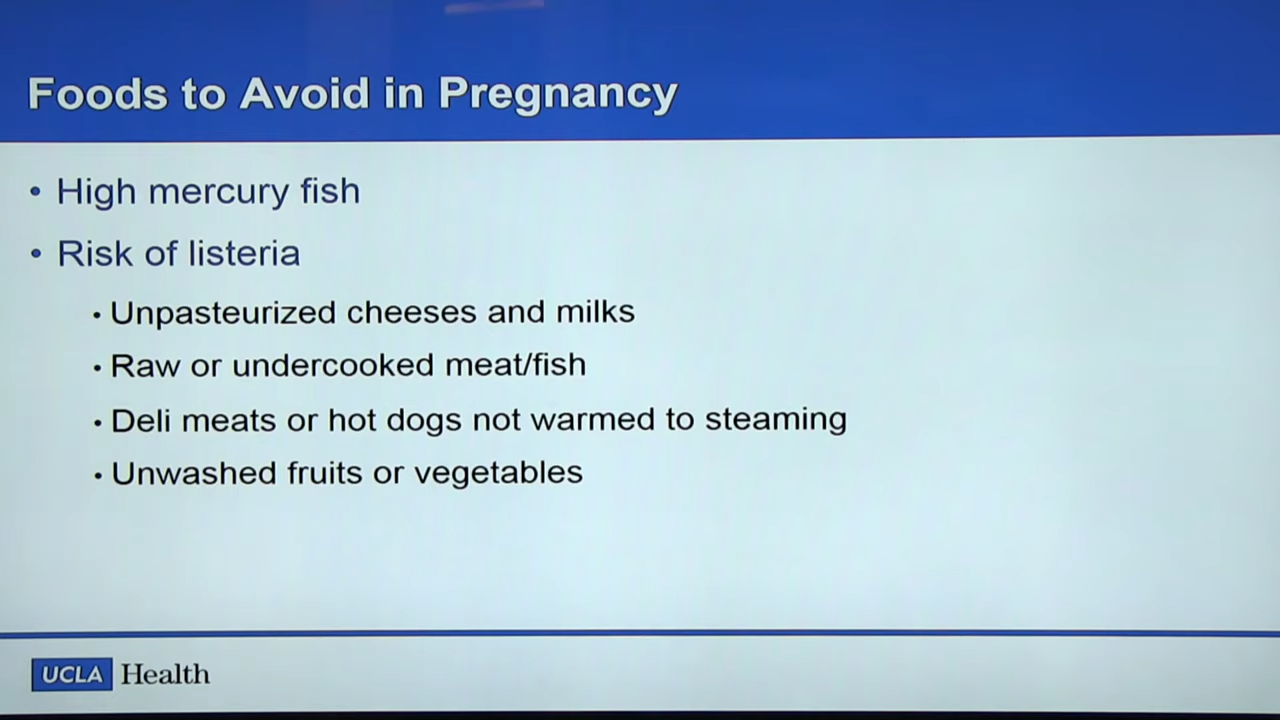 Foods to Avoid in Pregnancy
• High mercury fish
• Risk of listeria
• Unpasteurized cheeses and milks
• Raw or undercooked meat/fish
• Deli meats or hot dogs not warmed to steaming
• Unwashed fruits or vegetables
UCLA Health